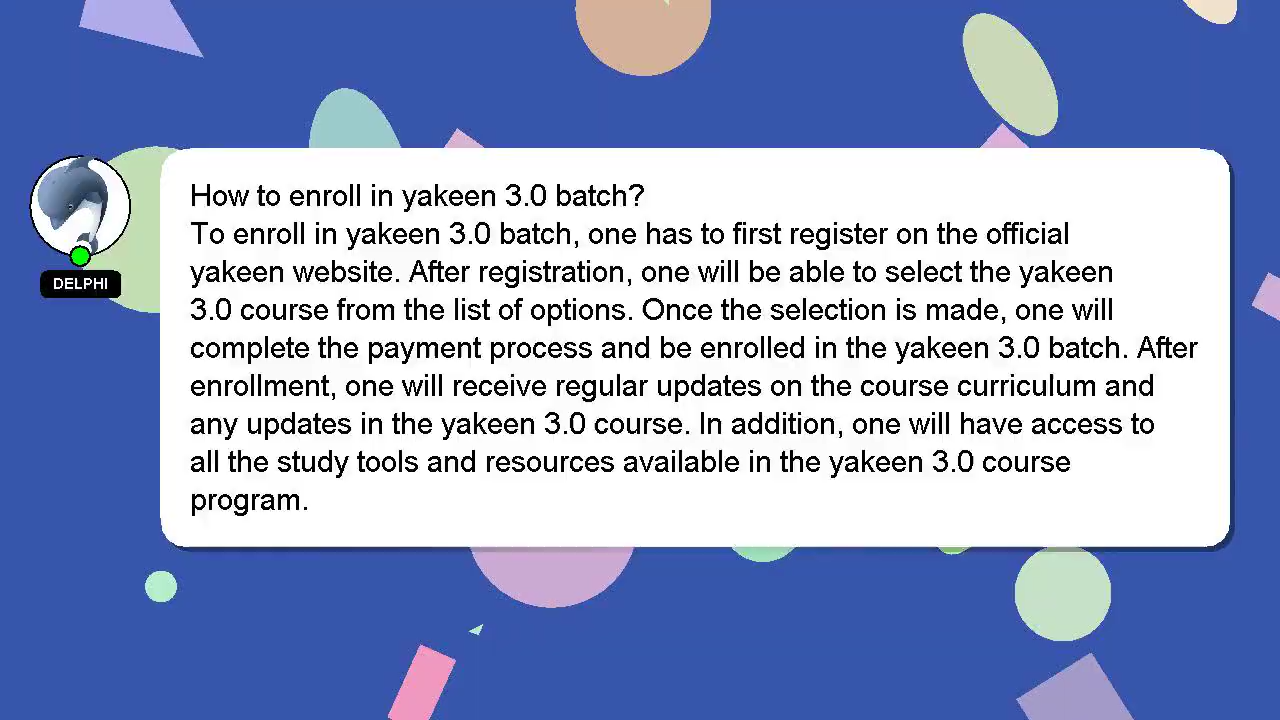 DELPHI
How to enroll in yakeen 3.0 batch?
To enroll in yakeen 3.0 batch, one has to first register on the official
yakeen website. After registration, one will be able to select the yakeen
3.0 course from the list of options. Once the selection is made, one will
complete the payment process and be enrolled in the yakeen 3.0 batch. After
enrollment, one will receive regular updates on the course curriculum and
any updates in the yakeen 3.0 course. In addition, one will have access to
all the study tools and resources available in the yakeen 3.0 course
program.